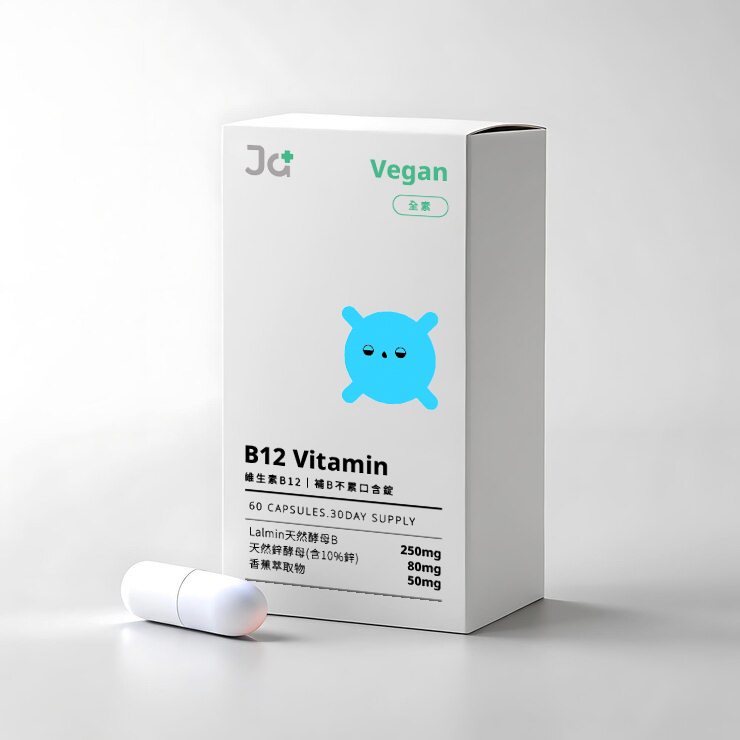 Ja+
Vegan
全素
B12 Vitamin
維生素B12｜補B不累口含錠
60 CAPSULES.30DAY SUPPLY
Lalmin天然酵母B 250mg
天然鋅酵母(含10%鋅) 80mg
香蕉萃取物 50mg